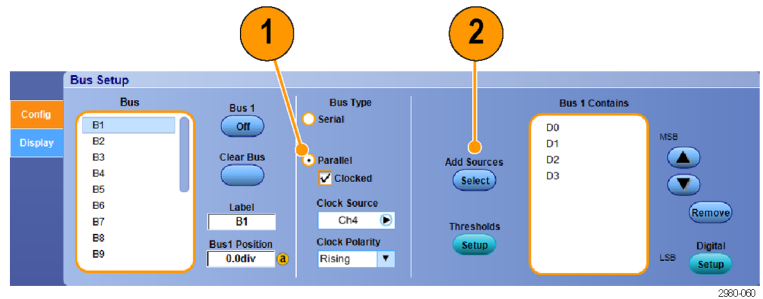 1
2
Bus Setup
Config
Display
Bus
B1
B2
B3
B4
B5
B6
B7
B8
B9
Bus 1
Off
Clear Bus
Label
B1
Bus1 Position
0.0div
a
Bus Type
Serial
Parallel
Clocked
Clock Source
Ch4
Clock Polarity
Rising
Add Sources
Select
Thresholds
Setup
Bus 1 Contains
D0
D1
D2
D3
MSB
Remove
LSB
Digital
Setup
2980-060